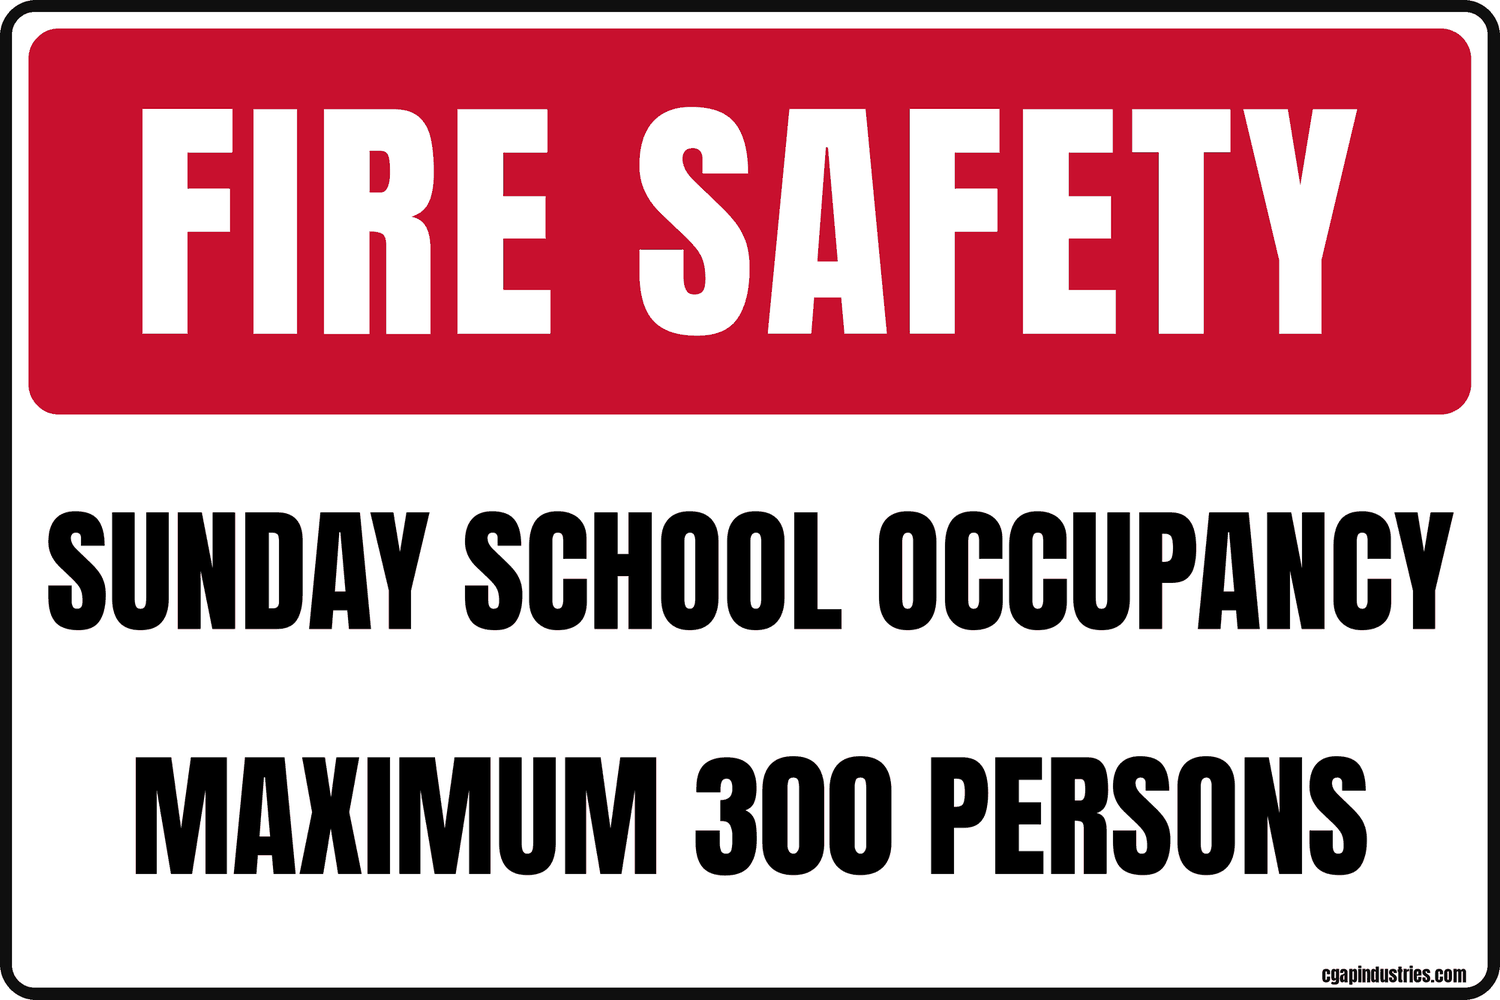 FIRE SAFETY
SUNDAY SCHOOL OCCUPANCY
MAXIMUM 300 PERSONS
cgapindustries.com